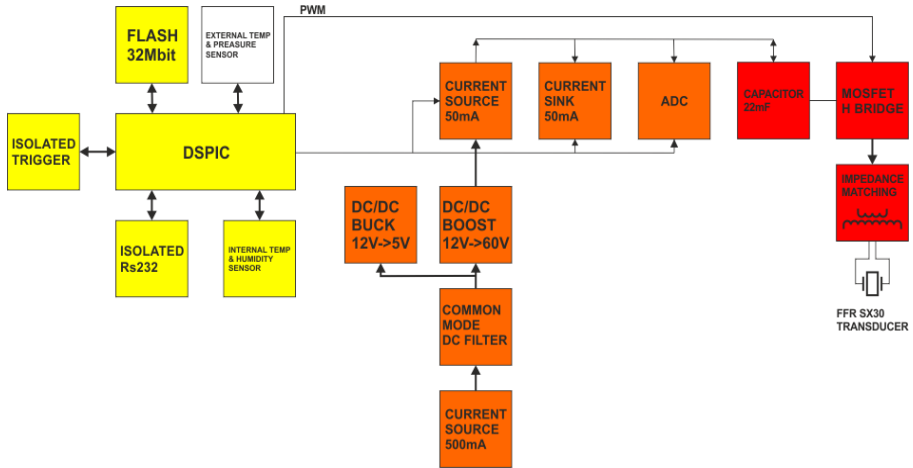 PWM
FLASH
32Mbit
EXTERNAL TEMP
& PREASURE
SENSOR
CURRENT
SOURCE
50mA
CURRENT
SINK
50mA
ADC
CAPACITOR
22mF
MOSFET
H BRIDGE
ISOLATED
TRIGGER
DSPIC
IMPEDANCE
MATCHING
ISOLATED
Rs232
INTERNAL TEMP
& HUMIDITY
SENSOR
DC/DC
BUCK
12V->5V
DC/DC
BOOST
12V->60V
COMMON
MODE
DC FILTER
FFR SX30
TRANSDUCER
CURRENT
SOURCE
500mA